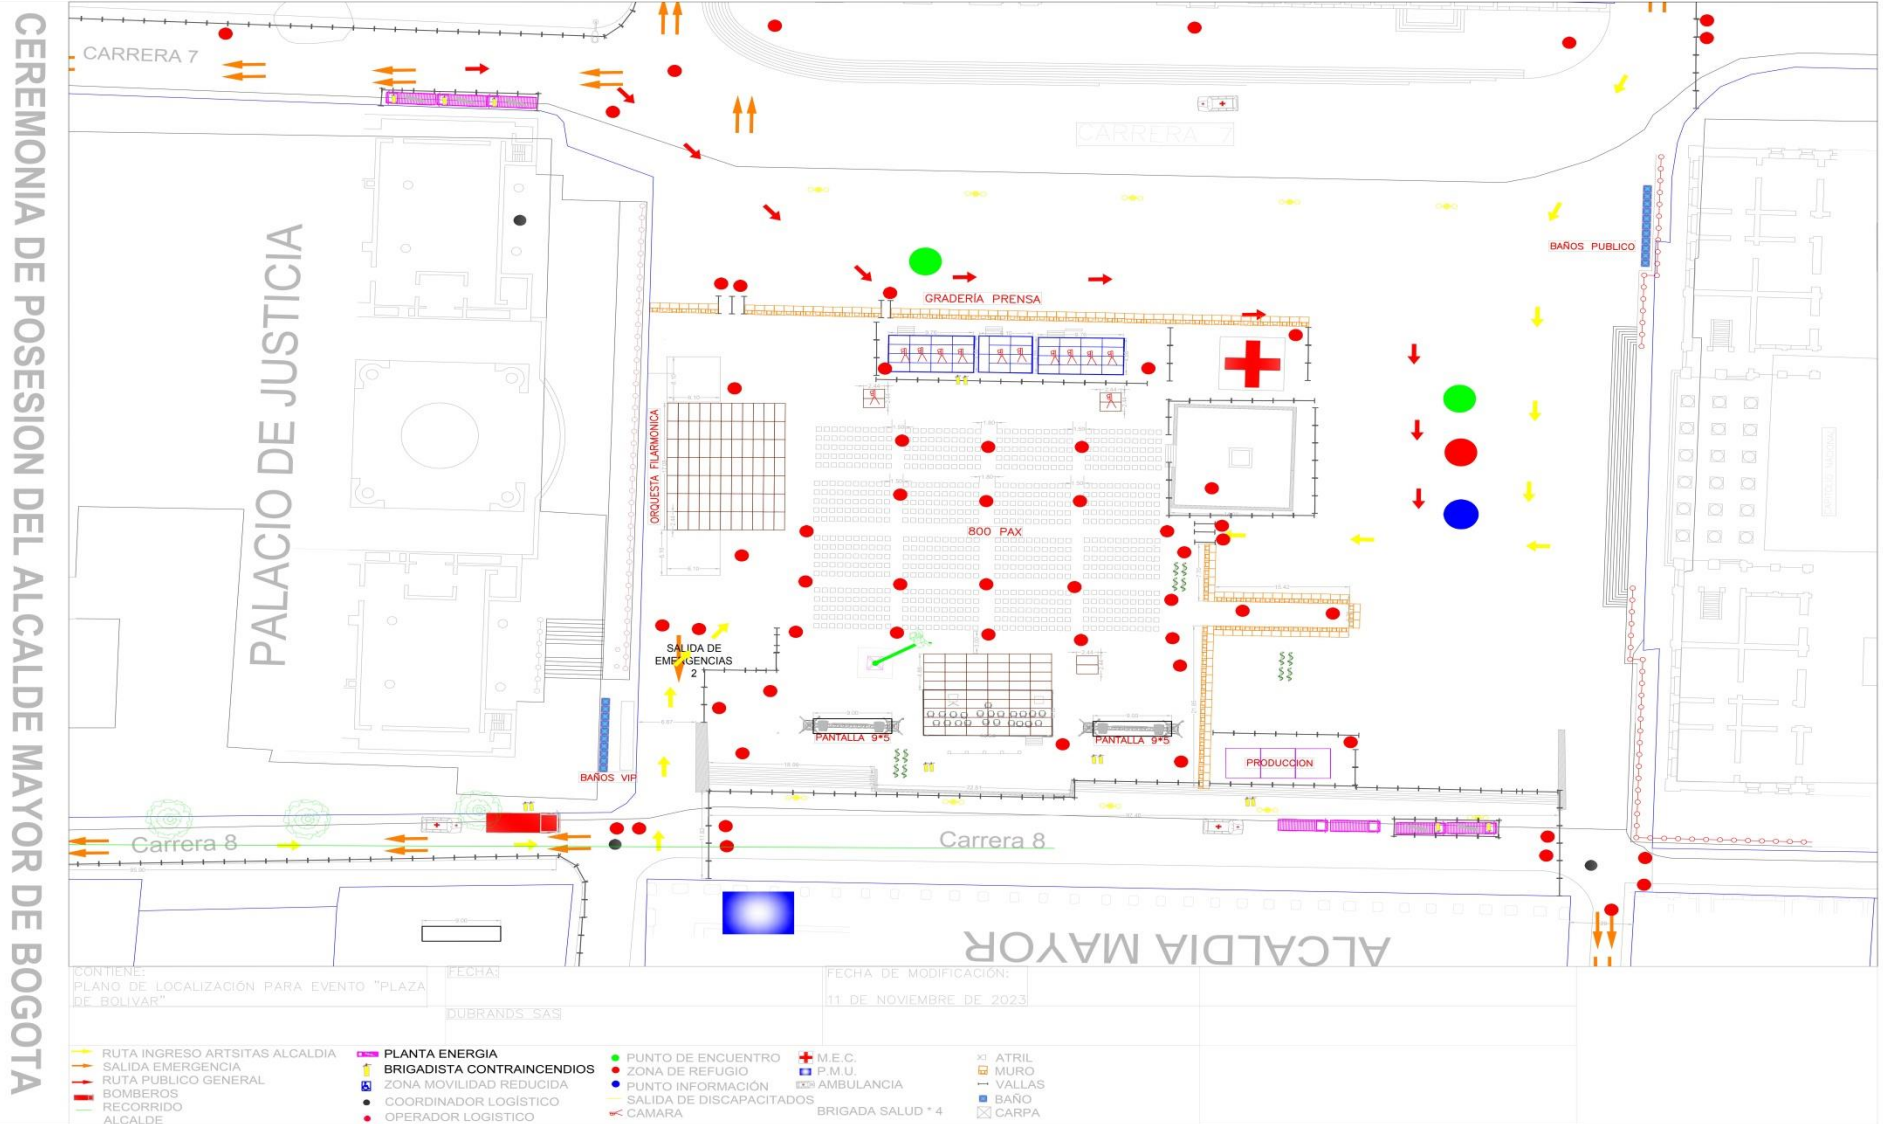 CEREMONIA DE POSESION DEL ALCALDE MAYOR DE BOGOTA
CARRERA 7
CARRERA 7
PALACIO DE JUSTICIA
BAÑOS PUBLICO
GRADERÍA PRENSA
ORQUESTA FILARMONICA
800 PAX
SALIDA DE
EMERGENCIAS
2
PANTALLA 9*5
PANTALLA 9*5
BAÑOS VIP
PRODUCCION
Carrera 8
Carrera 8
ALCALDIA MAYOR
CONTIENE:
PLANO DE LOCALIZACIÓN PARA EVENTO "PLAZA
DE BOLIVAR"
FECHA:
DUBRANDS SAS
FECHA DE MODIFICACIÓN:
11 DE NOVIEMBRE DE 2023
RUTA INGRESO ARTSITAS ALCALDIA
SALIDA EMERGENCIA
RUTA PUBLICO GENERAL
BOMBEROS
RECORRIDO
ALCALDE
PLANTA ENERGIA
BRIGADISTA CONTRAINCENDIOS
ZONA MOVILIDAD REDUCIDA
COORDINADOR LOGÍSTICO
OPERADOR LOGISTICO
PUNTO DE ENCUENTRO
ZONA DE REFUGIO
PUNTO INFORMACIÓN
SALIDA DE DISCAPACITADOS
CAMARA
M.E.C.
P.M.U.
AMBULANCIA
BRIGADA SALUD * 4
ATRIL
MURO
VALLAS
BAÑO
CARPA